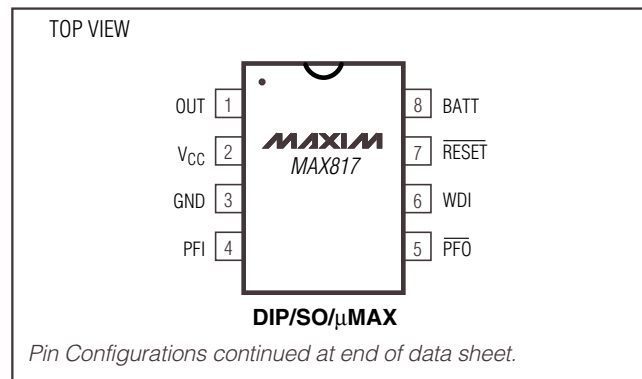 TOP VIEW
OUT 1 8 BATT
VCC 2 MAXIM 7 RESET
MAX817
GND 3 6 WDI
PFI 4 5 PFO
DIP/SO/μMAX
Pin Configurations continued at end of data sheet.